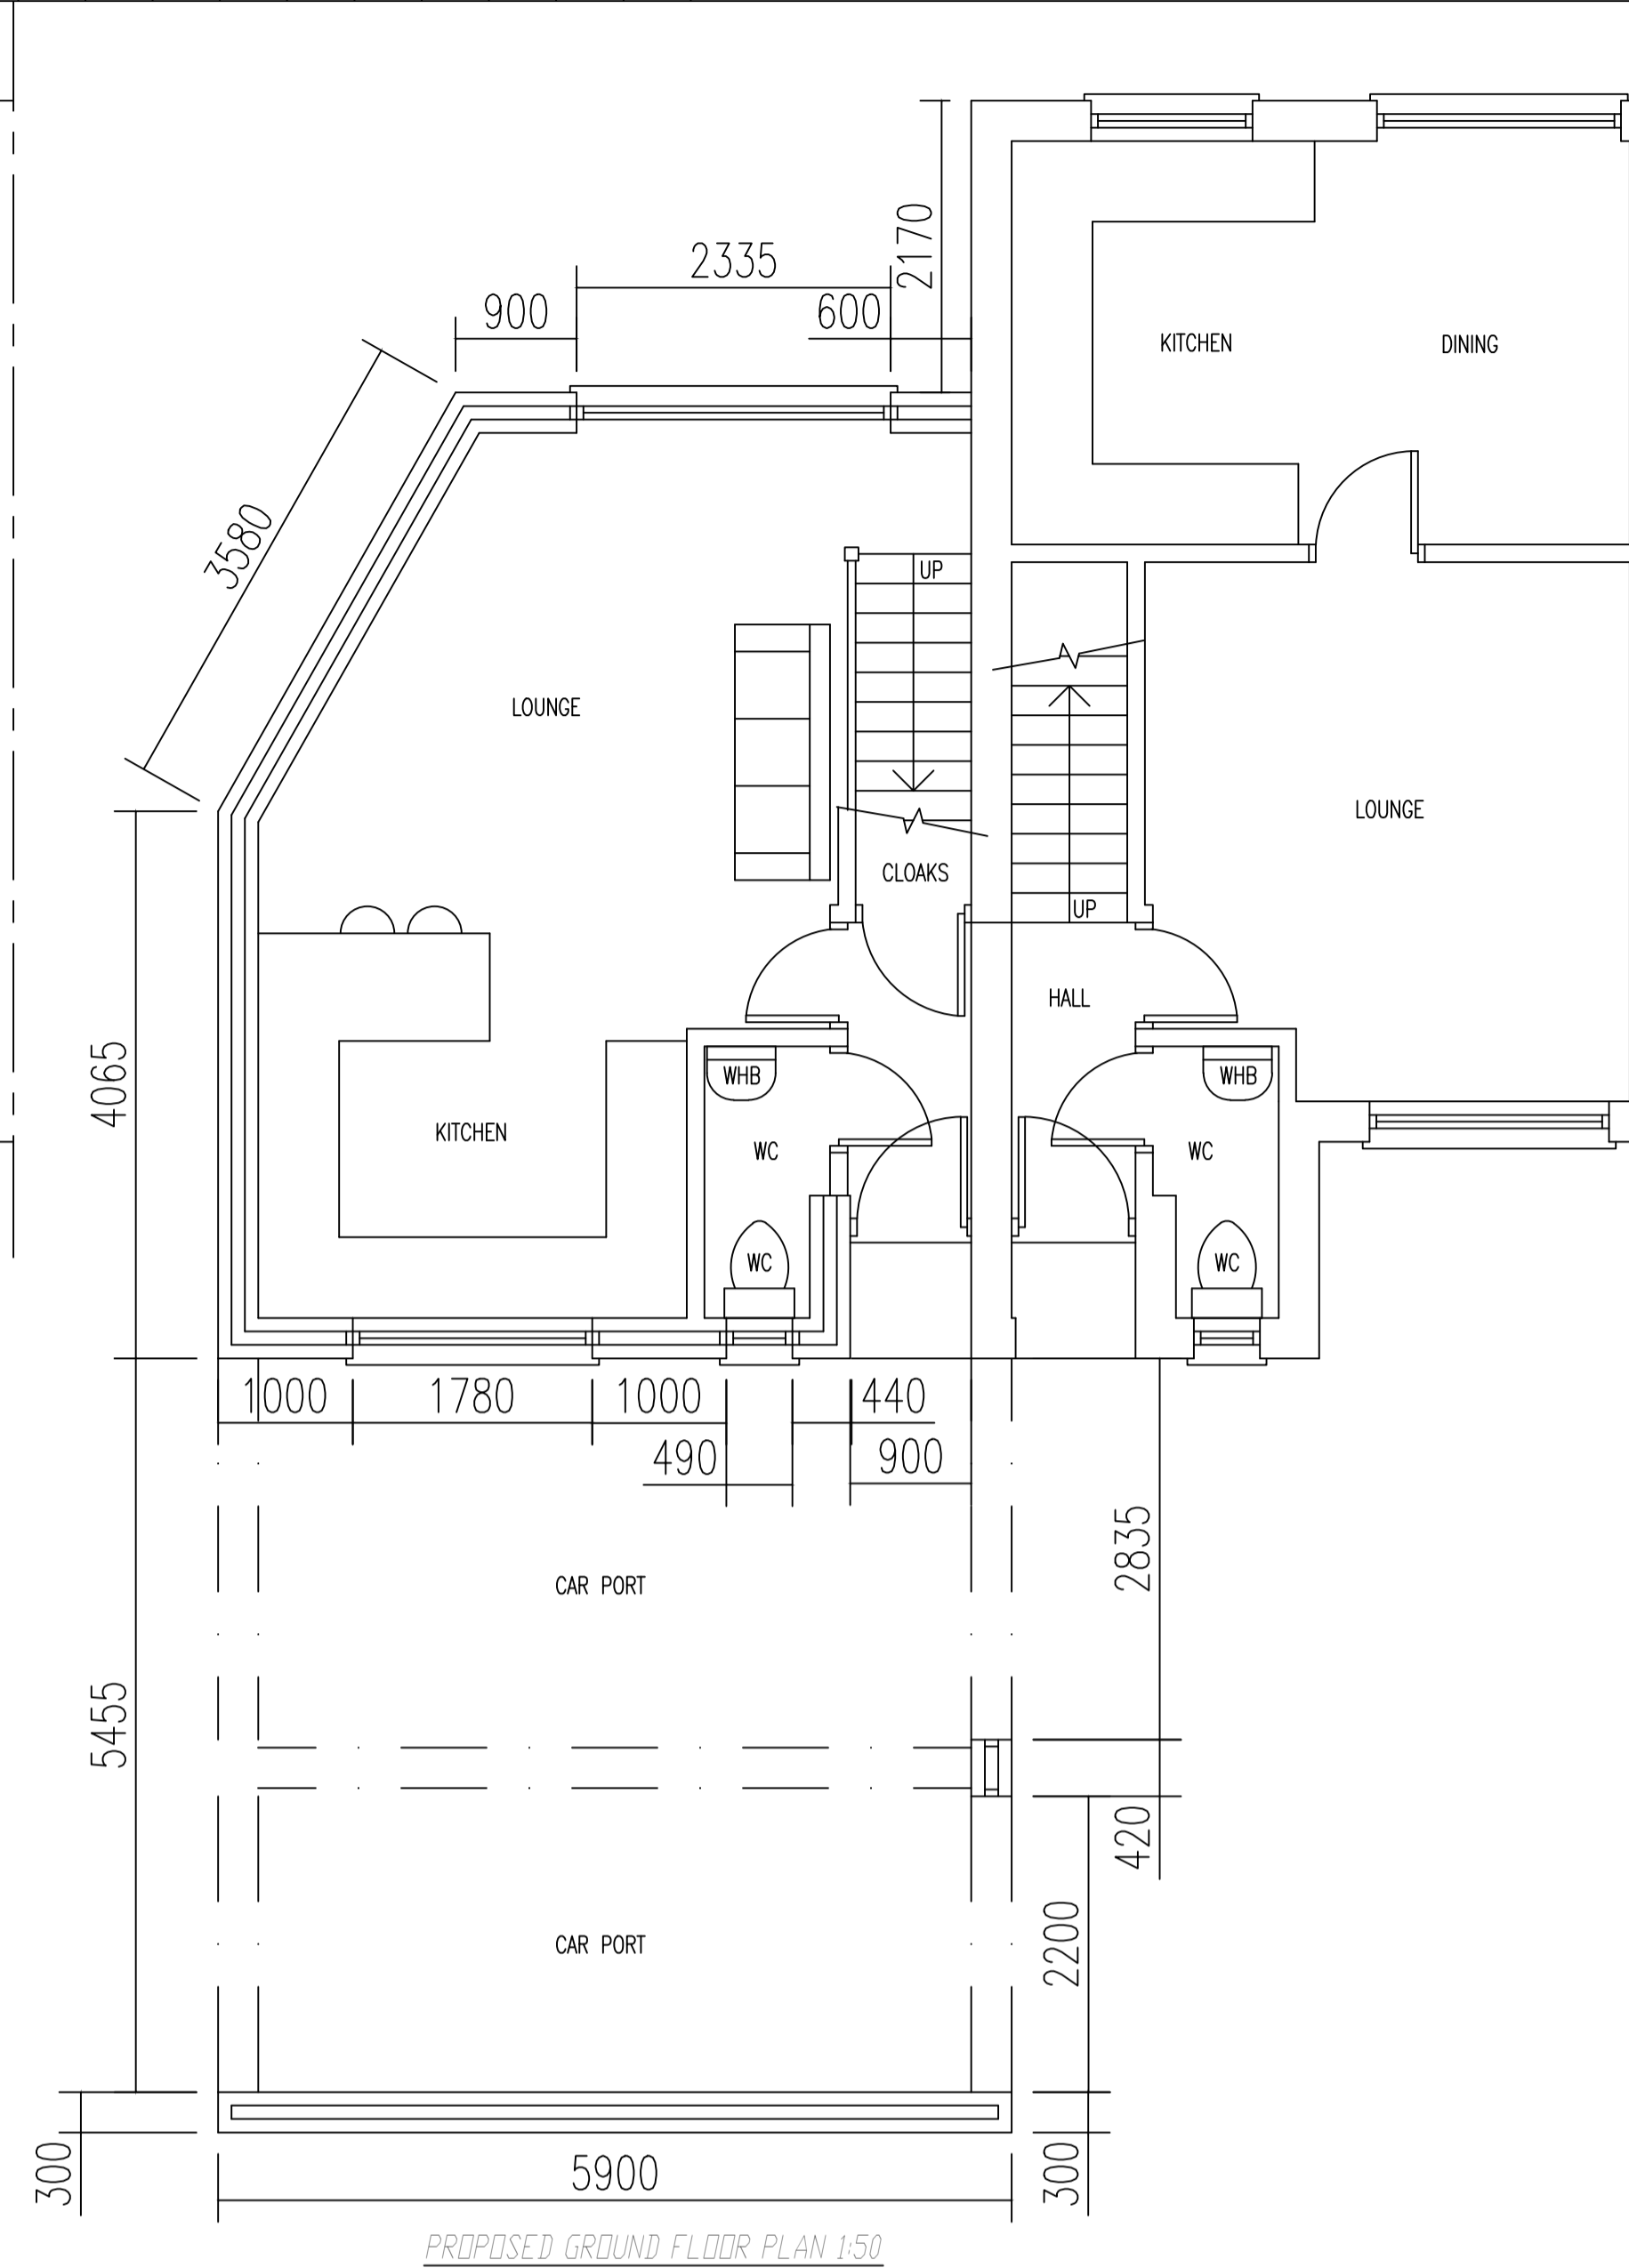 2170
2335
900
600
KITCHEN
DINING
3580
UP
LOUNGE
LOUNGE
CLOAKS
UP
HALL
4065
WHB
WHB
KITCHEN
WC
WC
WC
WC
1000
1780
1000
440
490
900
2835
CAR PORT
5455
420
CAR PORT
2200
300
5900
300
PROPOSED GROUND FLOOR PLAN 1:50